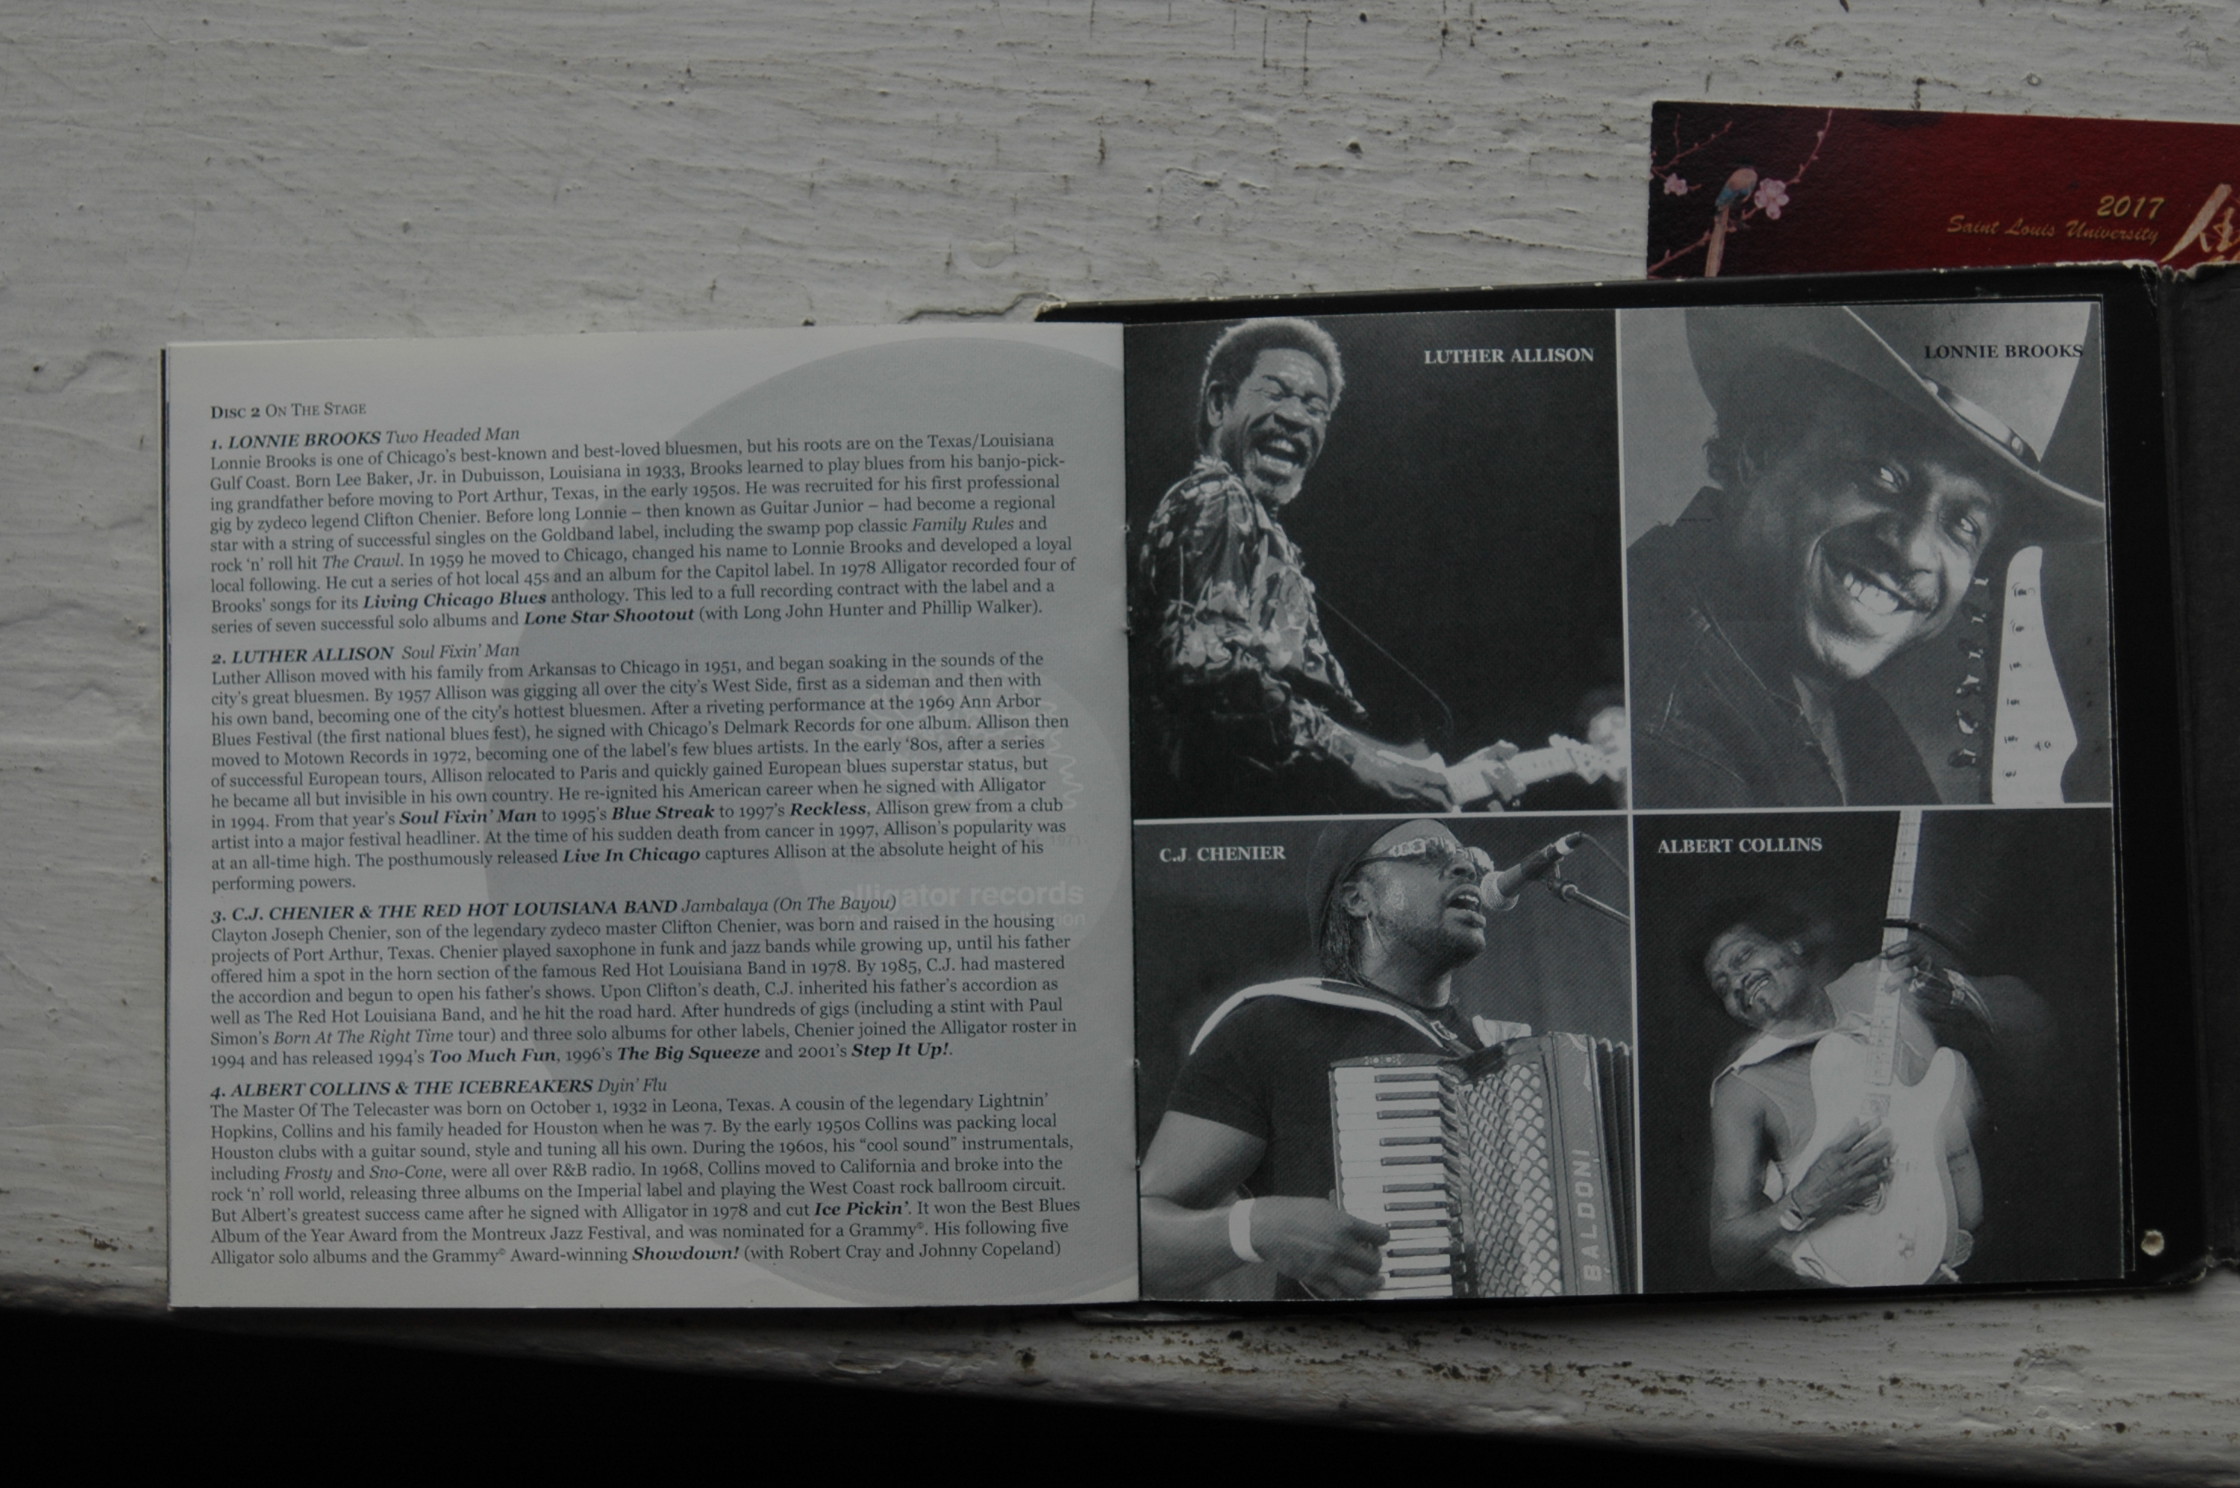 2017
Saint Louis University
DISC 2 ON THE STAGE
1. LONNIE BROOKS Two Headed Man
Lonnie Brooks is one of Chicago's best-known and best-loved bluesmen, but his roots are on the Texas/Louisiana
Gulf Coast. Born Lee Baker, Jr. in Dubuisson, Louisiana in 1933, Brooks learned to play blues from his banjo-pick-
ing grandfather before moving to Port Arthur, Texas, in the early 1950s. He was recruited for his first professional
gig by zydeco legend Clifton Chenier. Before long Lonnie – then known as Guitar Junior – had become a regional
star with a string of successful singles on the Goldband label, including the swamp pop classic Family Rules and
rock 'n' roll hit The Crawl. In 1959 he moved to Chicago, changed his name to Lonnie Brooks and developed a loyal
local following. He cut a series of hot local 45s and an album for the Capitol label. In 1978 Alligator recorded four of
Brooks' songs for its Living Chicago Blues anthology. This led to a full recording contract with the label and a
series of seven successful solo albums and Lone Star Shootout (with Long John Hunter and Phillip Walker).
2. LUTHER ALLISON Soul Fixin' Man
Luther Allison moved with his family from Arkansas to Chicago in 1951, and began soaking in the sounds of the
city's great bluesmen. By 1957 Allison was gigging all over the city's West Side, first as a sideman and then with
his own band, becoming one of the city's hottest bluesmen. After a riveting performance at the 1969 Ann Arbor
Blues Festival (the first national blues fest), he signed with Chicago's Delmark Records for one album. Allison then
moved to Motown Records in 1972, becoming one of the label's few blues artists. In the early '80s, after a series
of successful European tours, Allison relocated to Paris and quickly gained European blues superstar status, but
he became all but invisible in his own country. He re-ignited his American career when he signed with Alligator
in 1994. From that year's Soul Fixin' Man to 1995's Blue Streak to 1997's Reckless, Allison grew from a club
artist into a major festival headliner. At the time of his sudden death from cancer in 1997, Allison's popularity was
at an all-time high. The posthumously released Live In Chicago captures Allison at the absolute height of his
performing powers.
3. C.J. CHENIER & THE RED HOT LOUISIANA BAND Jambalaya (On The Bayou)
Clayton Joseph Chenier, son of the legendary zydeco master Clifton Chenier, was born and raised in the housing
projects of Port Arthur, Texas. Chenier played saxophone in funk and jazz bands while growing up, until his father
offered him a spot in the horn section of the famous Red Hot Louisiana Band in 1978. By 1985, C.J. had mastered
the accordion and begun to open his father's shows. Upon Clifton's death, C.J. inherited his father's accordion as
well as The Red Hot Louisiana Band, and he hit the road hard. After hundreds of gigs (including a stint with Paul
Simon's Born At The Right Time tour) and three solo albums for other labels, Chenier joined the Alligator roster in
1994 and has released 1994's Too Much Fun, 1996's The Big Squeeze and 2001's Step It Up!.
4. ALBERT COLLINS & THE ICEBREAKERS Dyin' Flu
The Master Of The Telecaster was born on October 1, 1932 in Leona, Texas. A cousin of the legendary Lightnin'
Hopkins, Collins and his family headed for Houston when he was 7. By the early 1950s Collins was packing local
Houston clubs with a guitar sound, style and tuning all his own. During the 1960s, his "cool sound" instrumentals,
including Frosty and Sno-Cone, were all over R&B radio. In 1968, Collins moved to California and broke into the
rock 'n' roll world, releasing three albums on the Imperial label and playing the West Coast rock ballroom circuit.
But Albert's greatest success came after he signed with Alligator in 1978 and cut Ice Pickin'. It won the Best Blues
Album of the Year Award from the Montreux Jazz Festival, and was nominated for a Grammy®. His following five
Alligator solo albums and the Grammy® Award-winning Showdown! (with Robert Cray and Johnny Copeland)
alligator records
LUTHER ALLISON
LONNIE BROOKS
C.J. CHENIER
ALBERT COLLINS
BALDONI